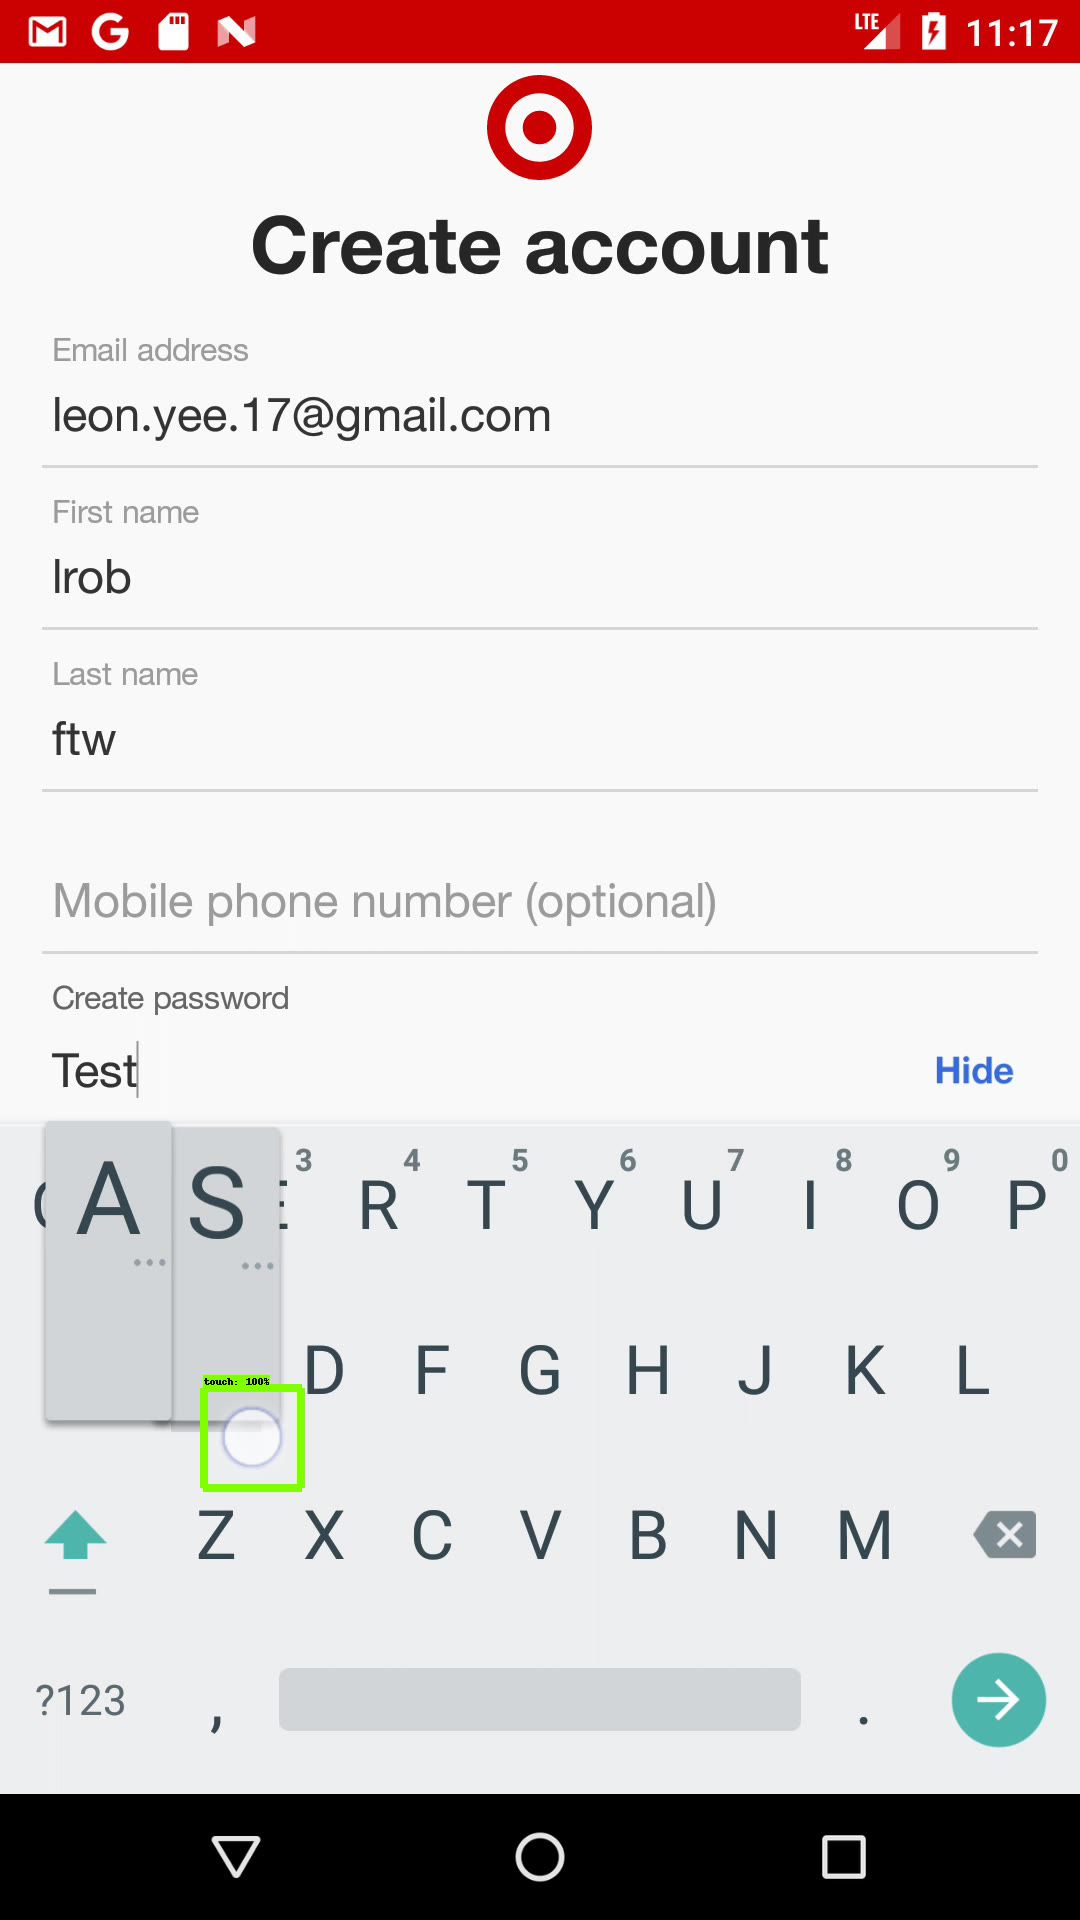 LTE 11:17
Create account
Email address
leon.yee.17@gmail.com
First name
lrob
Last name
ftw
Mobile phone number (optional)
Create password
Test
Hide
A S 3 4 5 6 7 8 9 0
R T Y U I O P
D F G H J K L
touch: 100%
Z X C V B N M
?123 , .